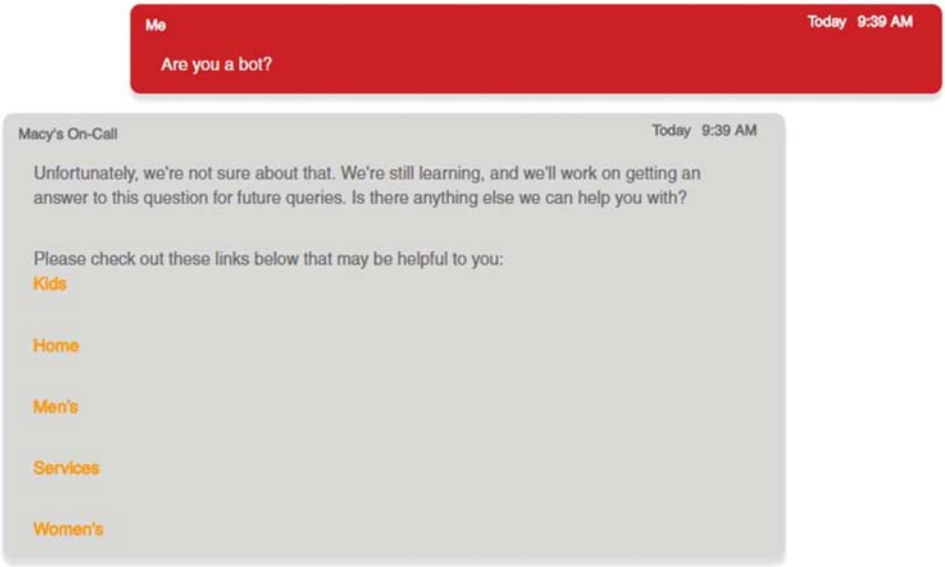 Me Today 9:39 AM
Are you a bot?
Macy's On-Call Today 9:39 AM
Unfortunately, we're not sure about that. We're still learning, and we'll work on getting an
answer to this question for future queries. Is there anything else we can help you with?
Please check out these links below that may be helpful to you:
Kids
Home
Men's
Services
Women's